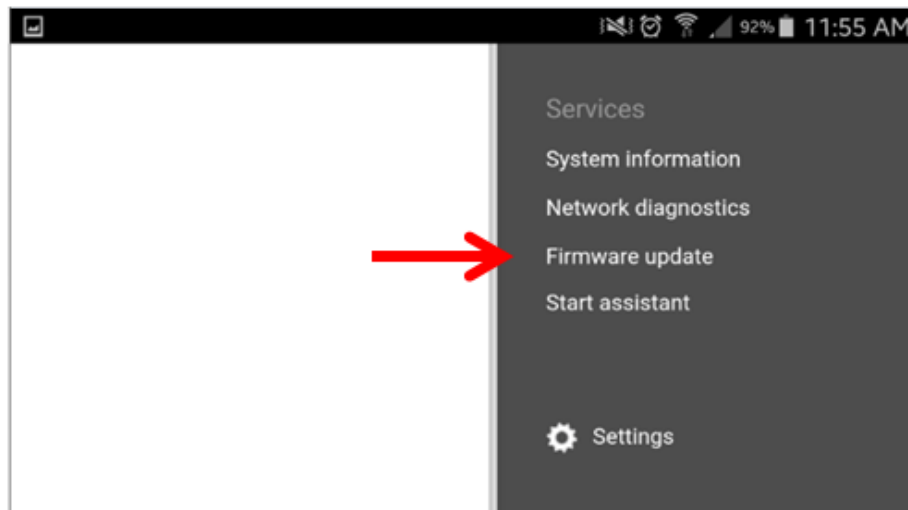 92% 11:55 AM
Services
System information
Network diagnostics
Firmware update
Start assistant
Settings